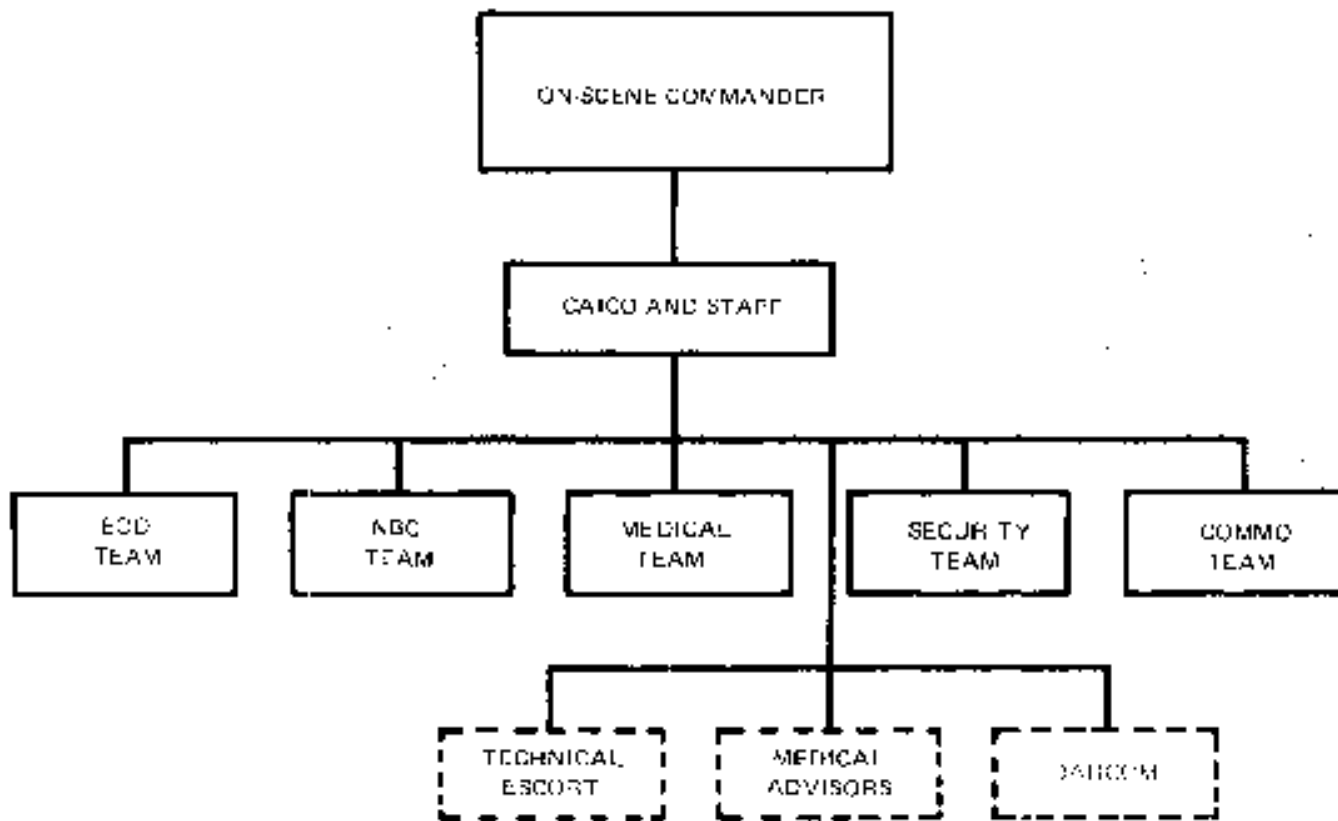 ON-SCENE COMMANDER
CAICO AND STAFF
EOD
TEAM
NBC
TEAM
MEDICAL
TEAM
SECURITY
TEAM
COMMO
TEAM
TECHNICAL
ESCORT
MEDICAL
ADVISORS
DARCOM